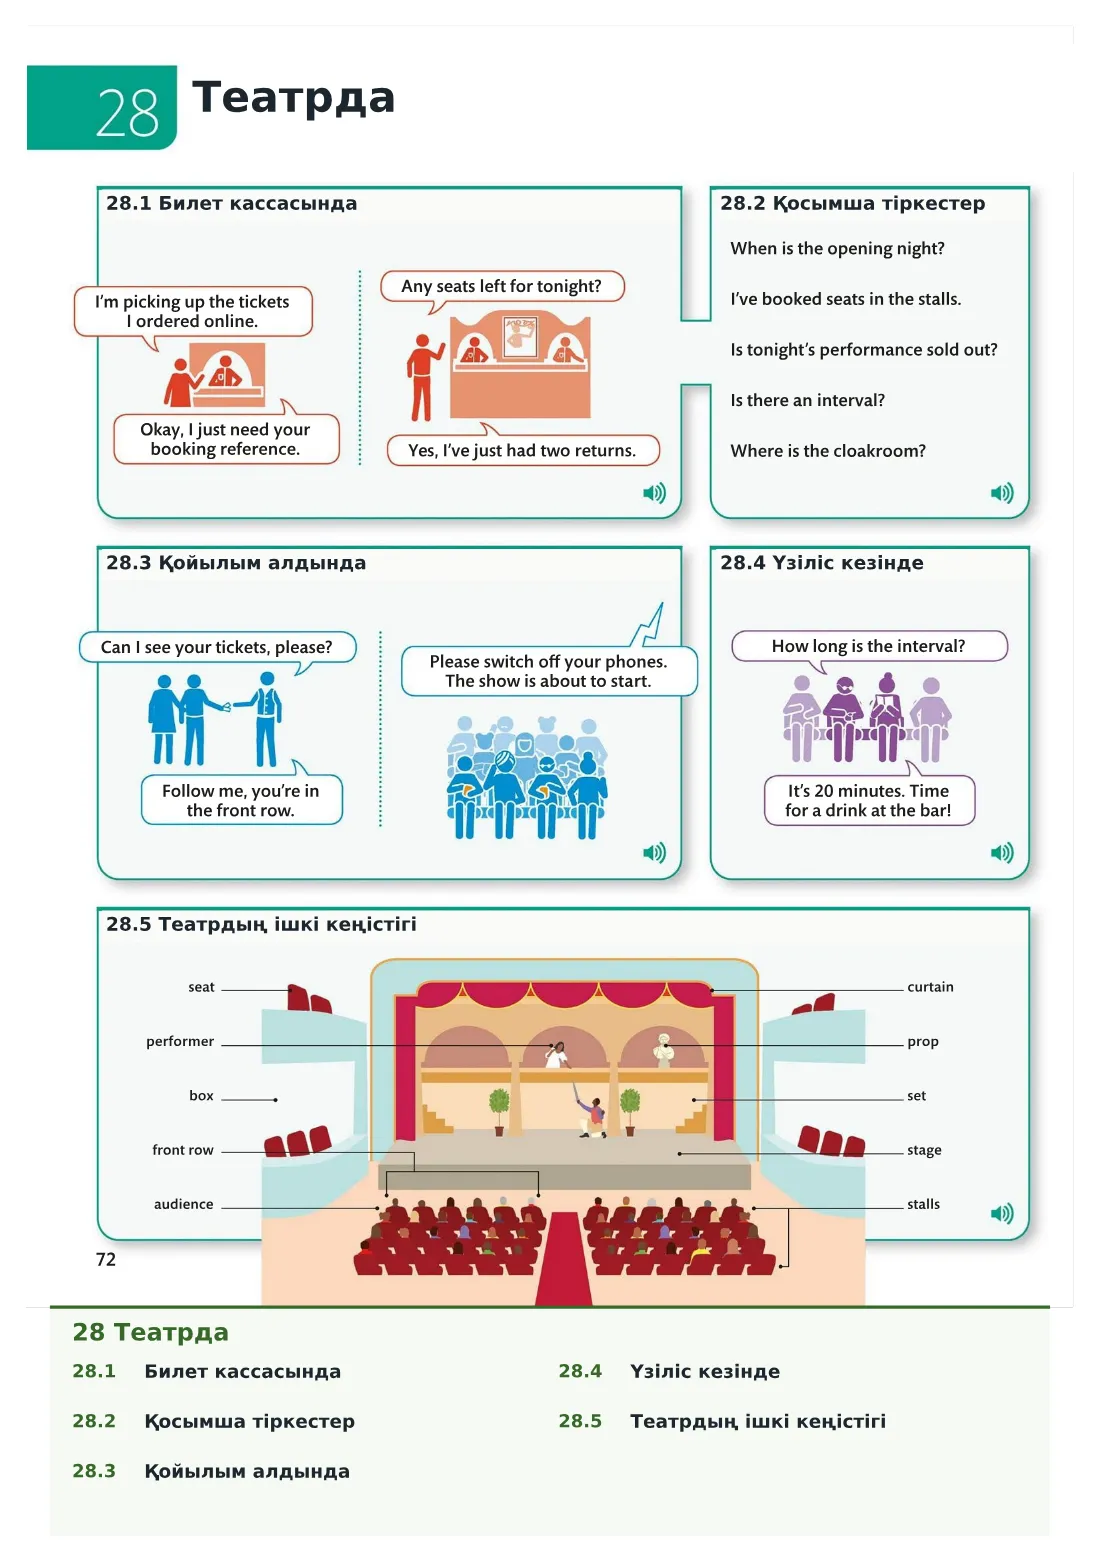 28
Театрда
28.1 Билет кассасында
I'm picking up the tickets
I ordered online.
Okay, I just need your
booking reference.
Any seats left for tonight?
Yes, I've just had two returns.
28.2 Қосымша тіркестер
When is the opening night?
I've booked seats in the stalls.
Is tonight's performance sold out?
Is there an interval?
Where is the cloakroom?
28.3 Қойылым алдында
Can I see your tickets, please?
Follow me, you're in
the front row.
Please switch off your phones.
The show is about to start.
28.4 Үзіліс кезінде
How long is the interval?
It's 20 minutes. Time
for a drink at the bar!
28.5 Театрдың ішкі кеңістігі
seat
performer
box
front row
audience
curtain
prop
set
stage
stalls
72
28 Театрда
28.1 Билет кассасында
28.2 Қосымша тіркестер
28.3 Қойылым алдында
28.4 Үзіліс кезінде
28.5 Театрдың ішкі кеңістігі